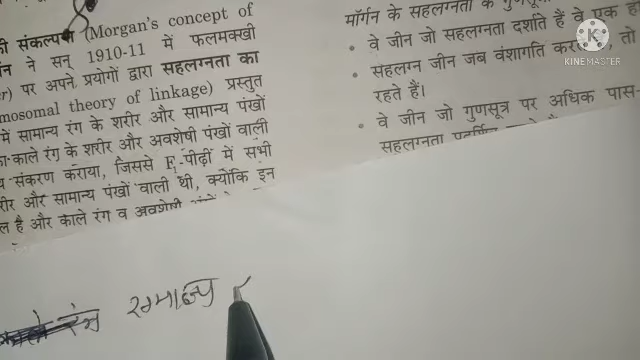 संकल्पना (Morgan's concept of
ने सन् 1910-11 में फलमक्खी
पर अपने प्रयोगों द्वारा सहलग्नता का
mosomal theory of linkage) प्रस्तुत
में सामान्य रंग के शरीर और सामान्य पंखों
काले रंग के शरीर और अवशेषी पंखों वाली
संकरण कराया, जिससे F₁-पीढ़ी में सभी
और सामान्य पंखों वाली थी, क्योंकि इन
है और काले रंग व अवशेषी
मॉर्गन के सहलग्नता के
• वे जीन जो सहलग्नता दर्शाते हैं वे एक
• सहलग्न जीन जब वंशागति तो
रहते हैं।
• वे जीन जो गुणसूत्र पर अधिक पास-
सहलग्नता
KINEMASTER
रंग सामान्य